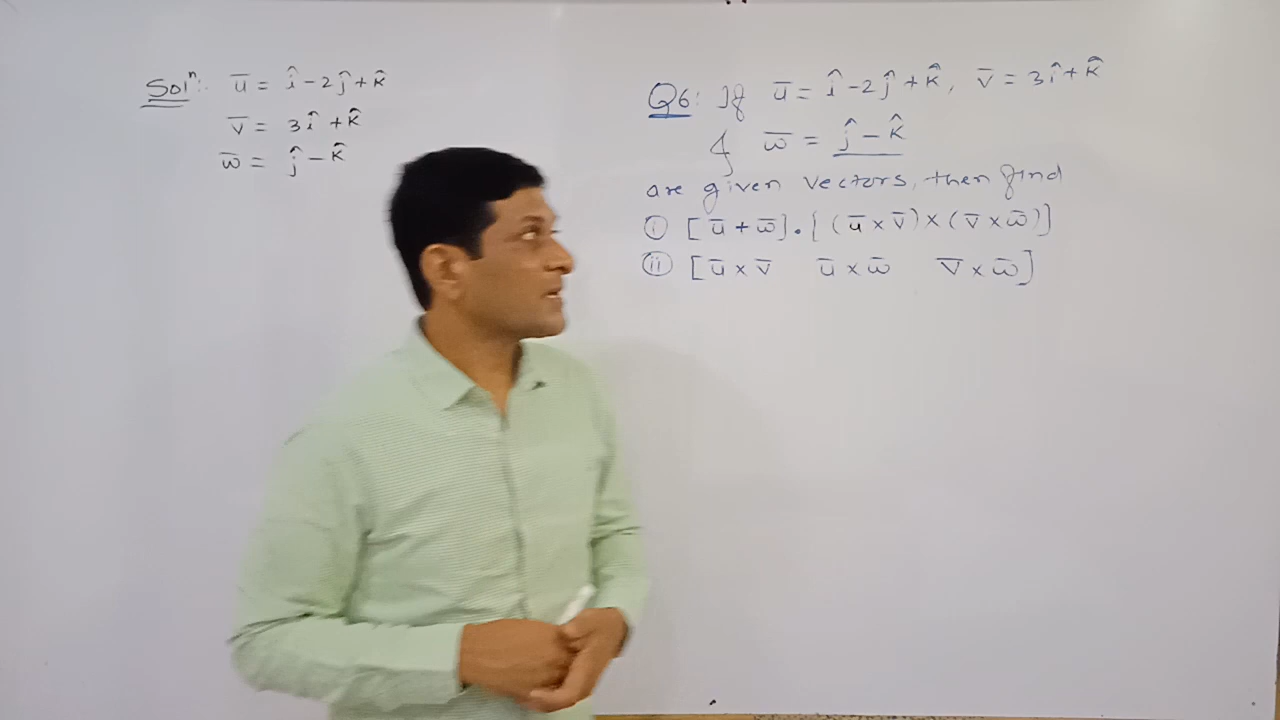 Solⁿ: ū = î - 2ĵ + k̂
v̄ = 3î + k̂
w̄ = ĵ - k̂
Q6: If ū = î - 2ĵ + k̂, v̄ = 3î + k̂
& w̄ = ĵ - k̂
are given vectors, then find
(i) [ū + w̄] . [(ū × v̄) × (v̄ × w̄)]
(ii) [ū × v̄ ū × w̄ v̄ × w̄]